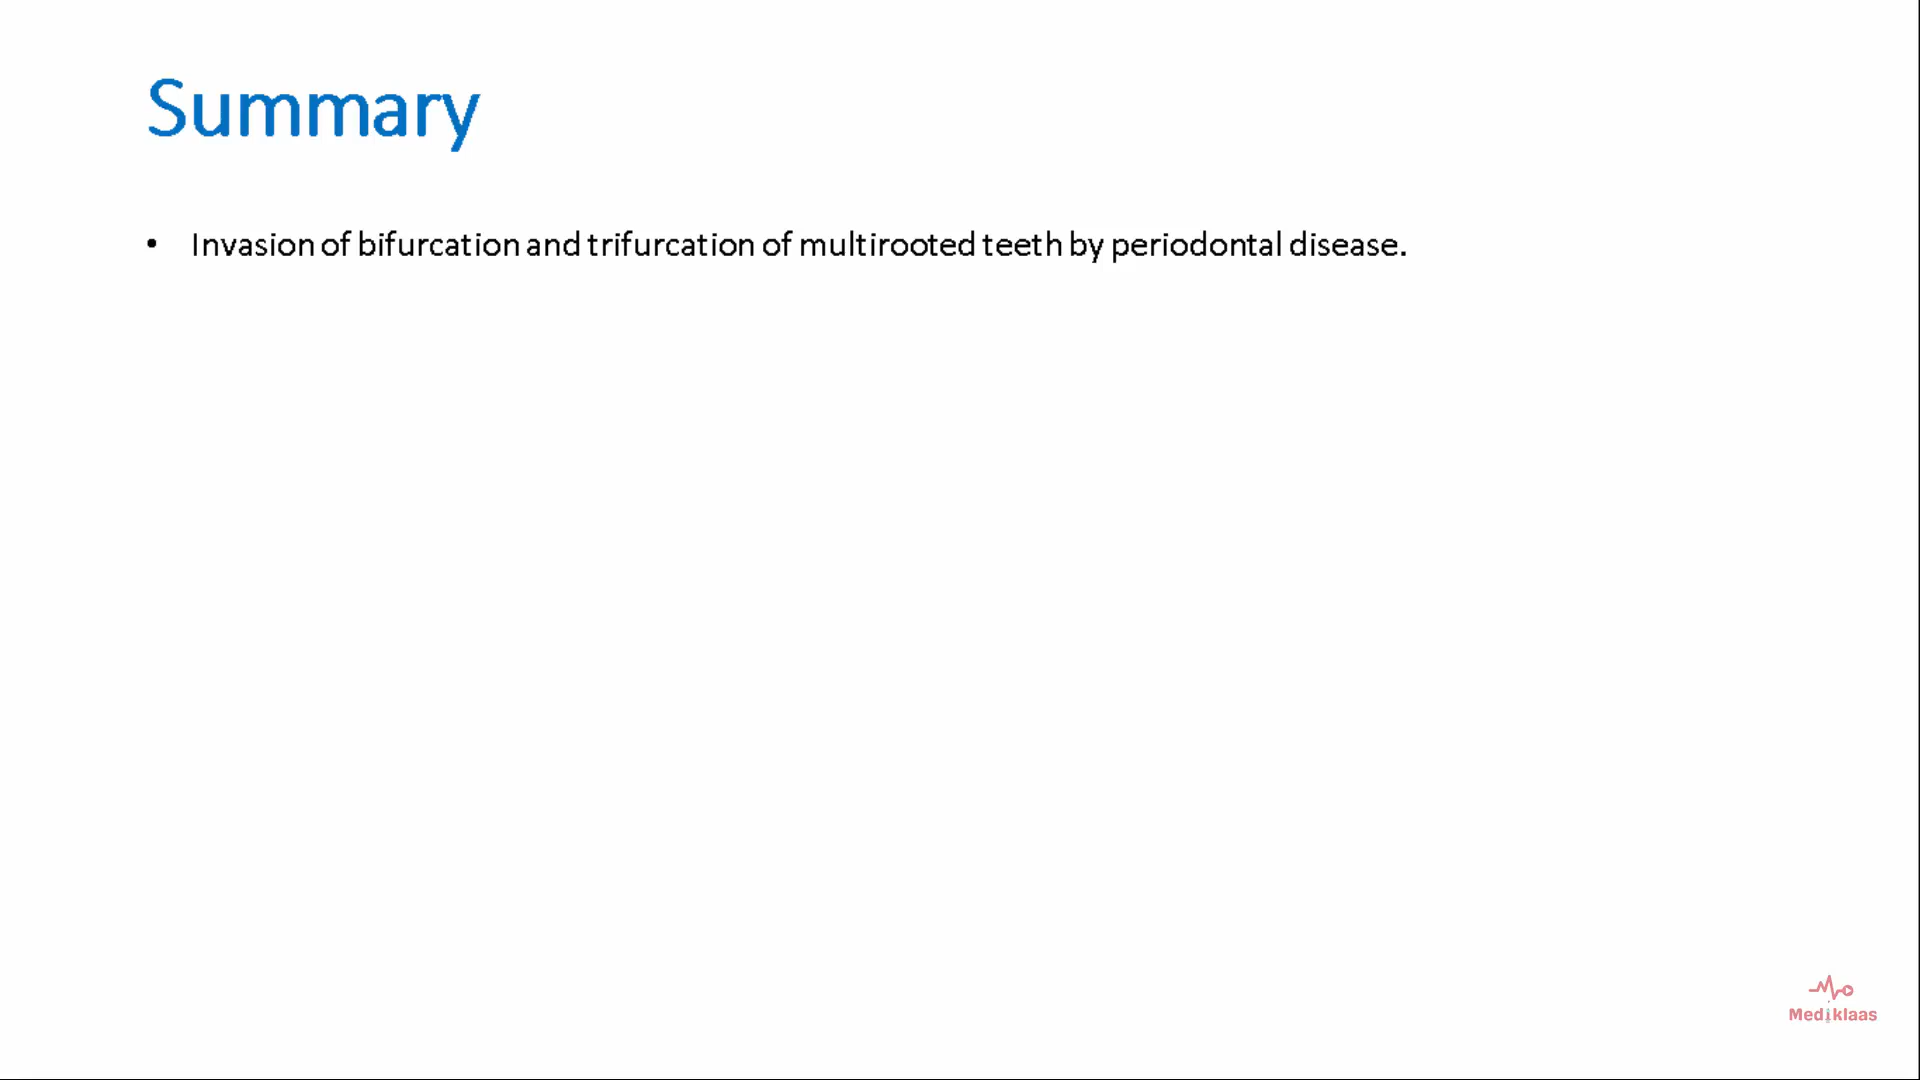 Summary
• Invasion of bifurcation and trifurcation of multirooted teeth by periodontal disease.
Mediklaas